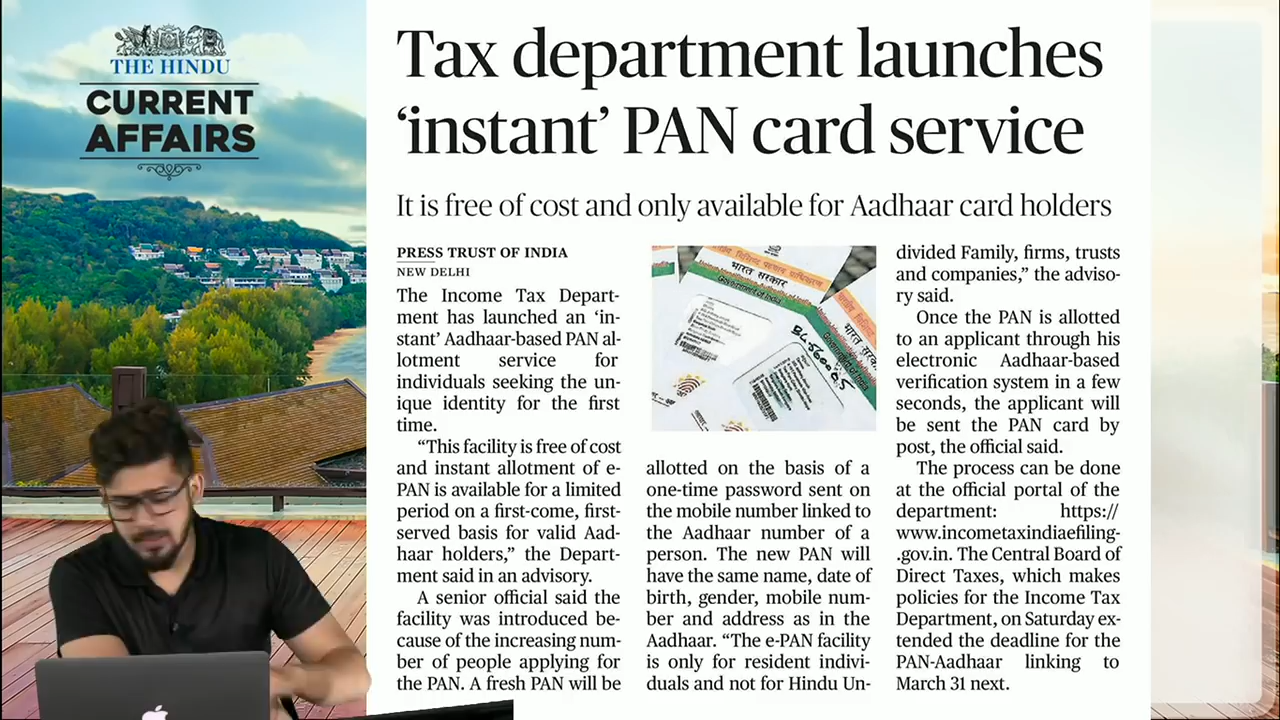 THE HINDU
CURRENT
AFFAIRS
Tax department launches
‘instant’ PAN card service
It is free of cost and only available for Aadhaar card holders
PRESS TRUST OF INDIA
NEW DELHI
The Income Tax Depart-
ment has launched an ‘in-
stant’ Aadhaar-based PAN al-
lotment service for
individuals seeking the un-
ique identity for the first
time.
“This facility is free of cost
and instant allotment of e-
PAN is available for a limited
period on a first-come, first-
served basis for valid Aad-
haar holders,” the Depart-
ment said in an advisory.
A senior official said the
facility was introduced be-
cause of the increasing num-
ber of people applying for
the PAN. A fresh PAN will be
भारत सरकार
Government of India
allotted on the basis of a
one-time password sent on
the mobile number linked to
the Aadhaar number of a
person. The new PAN will
have the same name, date of
birth, gender, mobile num-
ber and address as in the
Aadhaar. “The e-PAN facility
is only for resident indivi-
duals and not for Hindu Un-
divided Family, firms, trusts
and companies,” the adviso-
ry said.
Once the PAN is allotted
to an applicant through his
electronic Aadhaar-based
verification system in a few
seconds, the applicant will
be sent the PAN card by
post, the official said.
The process can be done
at the official portal of the
department: https://
www.incometaxindiaefiling-
.gov.in. The Central Board of
Direct Taxes, which makes
policies for the Income Tax
Department, on Saturday ex-
tended the deadline for the
PAN-Aadhaar linking to
March 31 next.